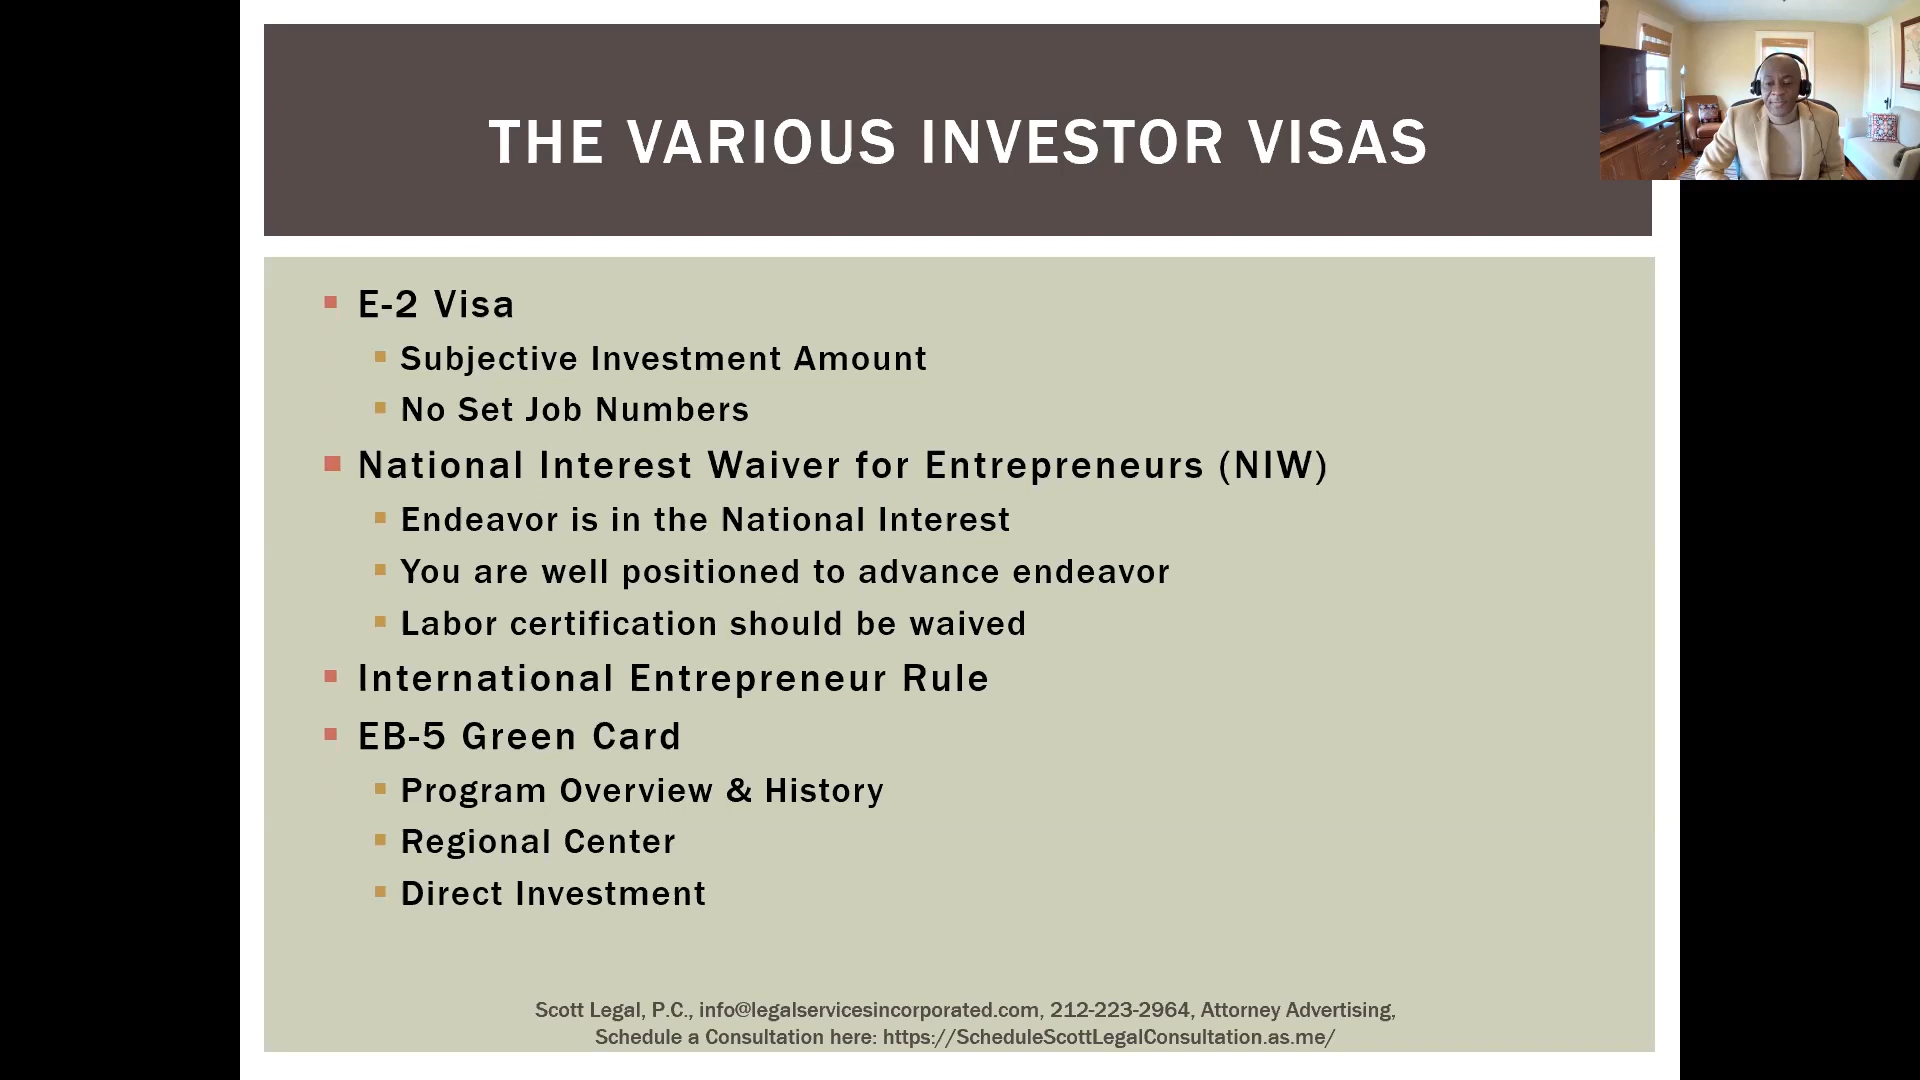 THE VARIOUS INVESTOR VISAS
E-2 Visa
Subjective Investment Amount
No Set Job Numbers
National Interest Waiver for Entrepreneurs (NIW)
Endeavor is in the National Interest
You are well positioned to advance endeavor
Labor certification should be waived
International Entrepreneur Rule
EB-5 Green Card
Program Overview & History
Regional Center
Direct Investment
Scott Legal, P.C., info@legalservicesincorporated.com, 212-223-2964, Attorney Advertising,
Schedule a Consultation here: https://ScheduleScottLegalConsultation.as.me/